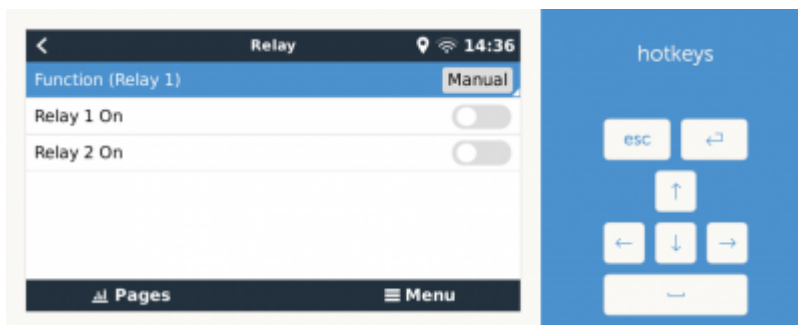 Relay 14:36
Function (Relay 1) Manual
Relay 1 On
Relay 2 On
Pages Menu
hotkeys
esc